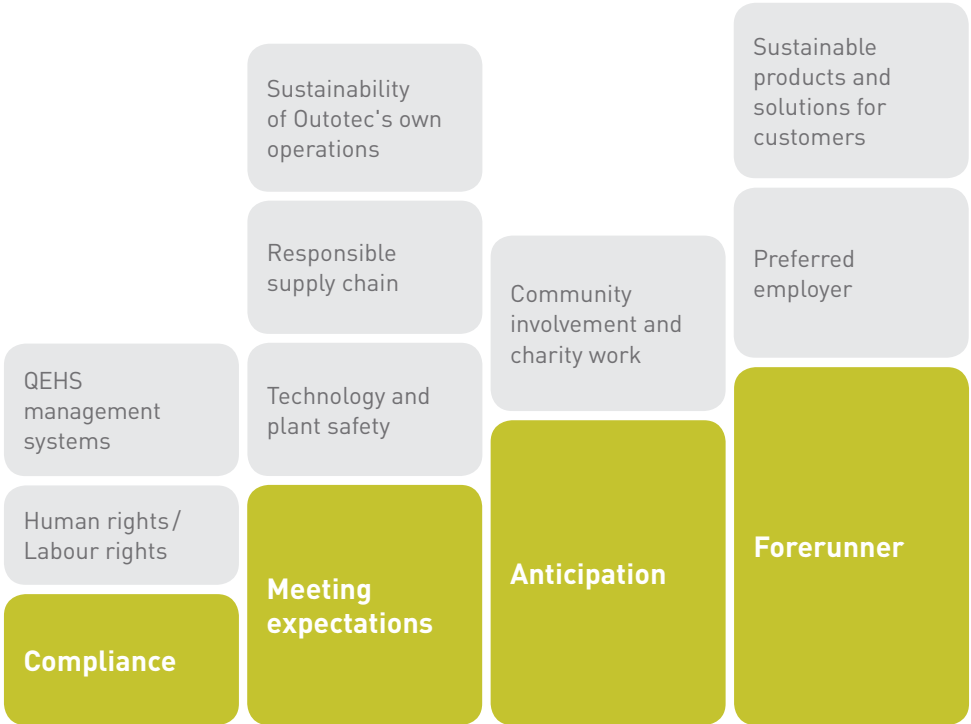 QEHS
management
systems
Human rights/
Labour rights
Compliance
Sustainability
of Outotec's own
operations
Responsible
supply chain
Technology and
plant safety
Meeting
expectations
Community
involvement and
charity work
Anticipation
Sustainable
products and
solutions for
customers
Preferred
employer
Forerunner